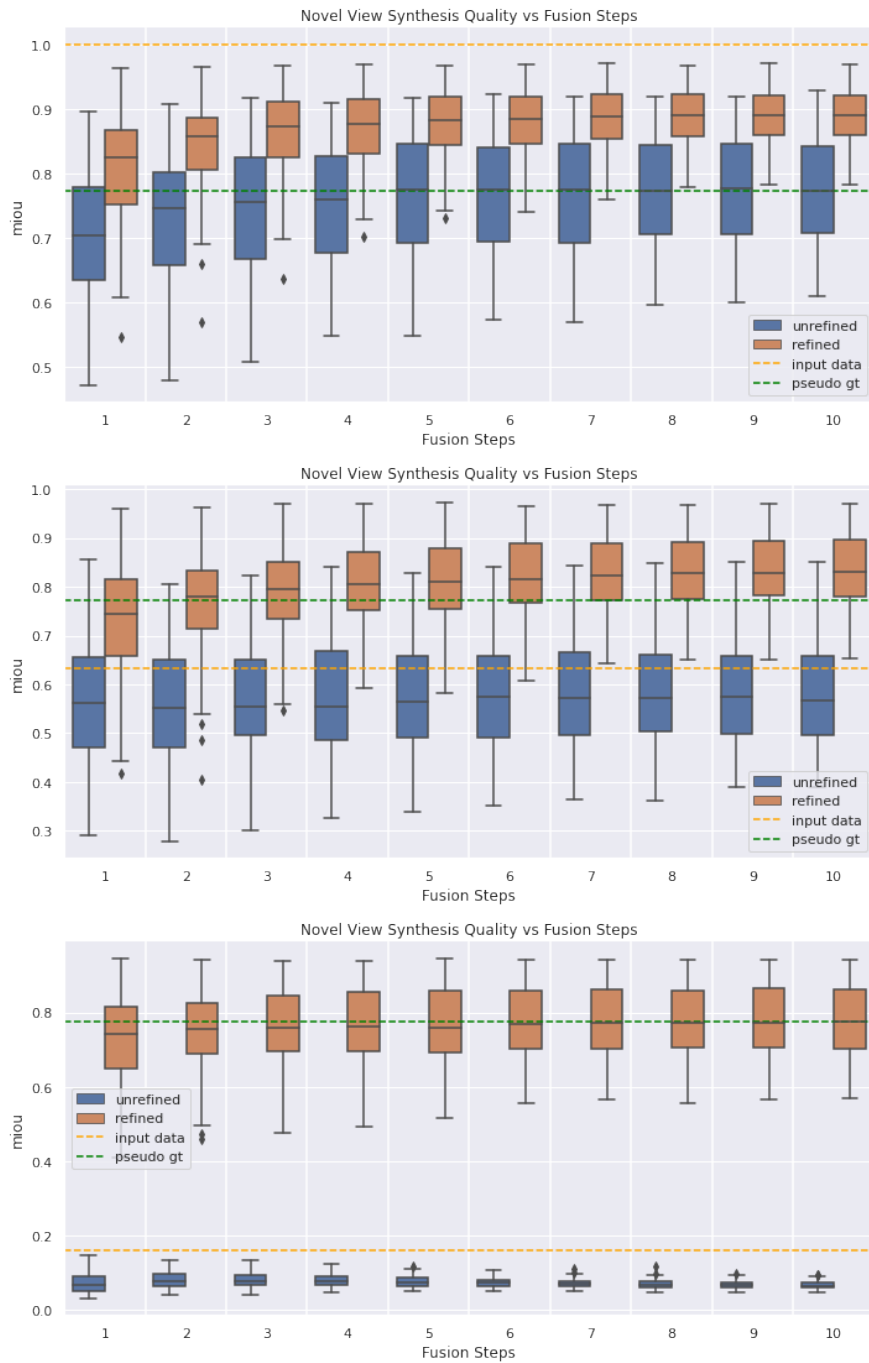 Novel View Synthesis Quality vs Fusion Steps
1.0
0.9
0.8
0.7
0.6
0.5
miou
unrefined
refined
input data
pseudo gt
1 2 3 4 5 6 7 8 9 10
Fusion Steps
Novel View Synthesis Quality vs Fusion Steps
1.0
0.9
0.8
0.7
0.6
0.5
0.4
0.3
miou
unrefined
refined
input data
pseudo gt
1 2 3 4 5 6 7 8 9 10
Fusion Steps
Novel View Synthesis Quality vs Fusion Steps
0.8
0.6
0.4
0.2
0.0
miou
unrefined
refined
input data
pseudo gt
1 2 3 4 5 6 7 8 9 10
Fusion Steps